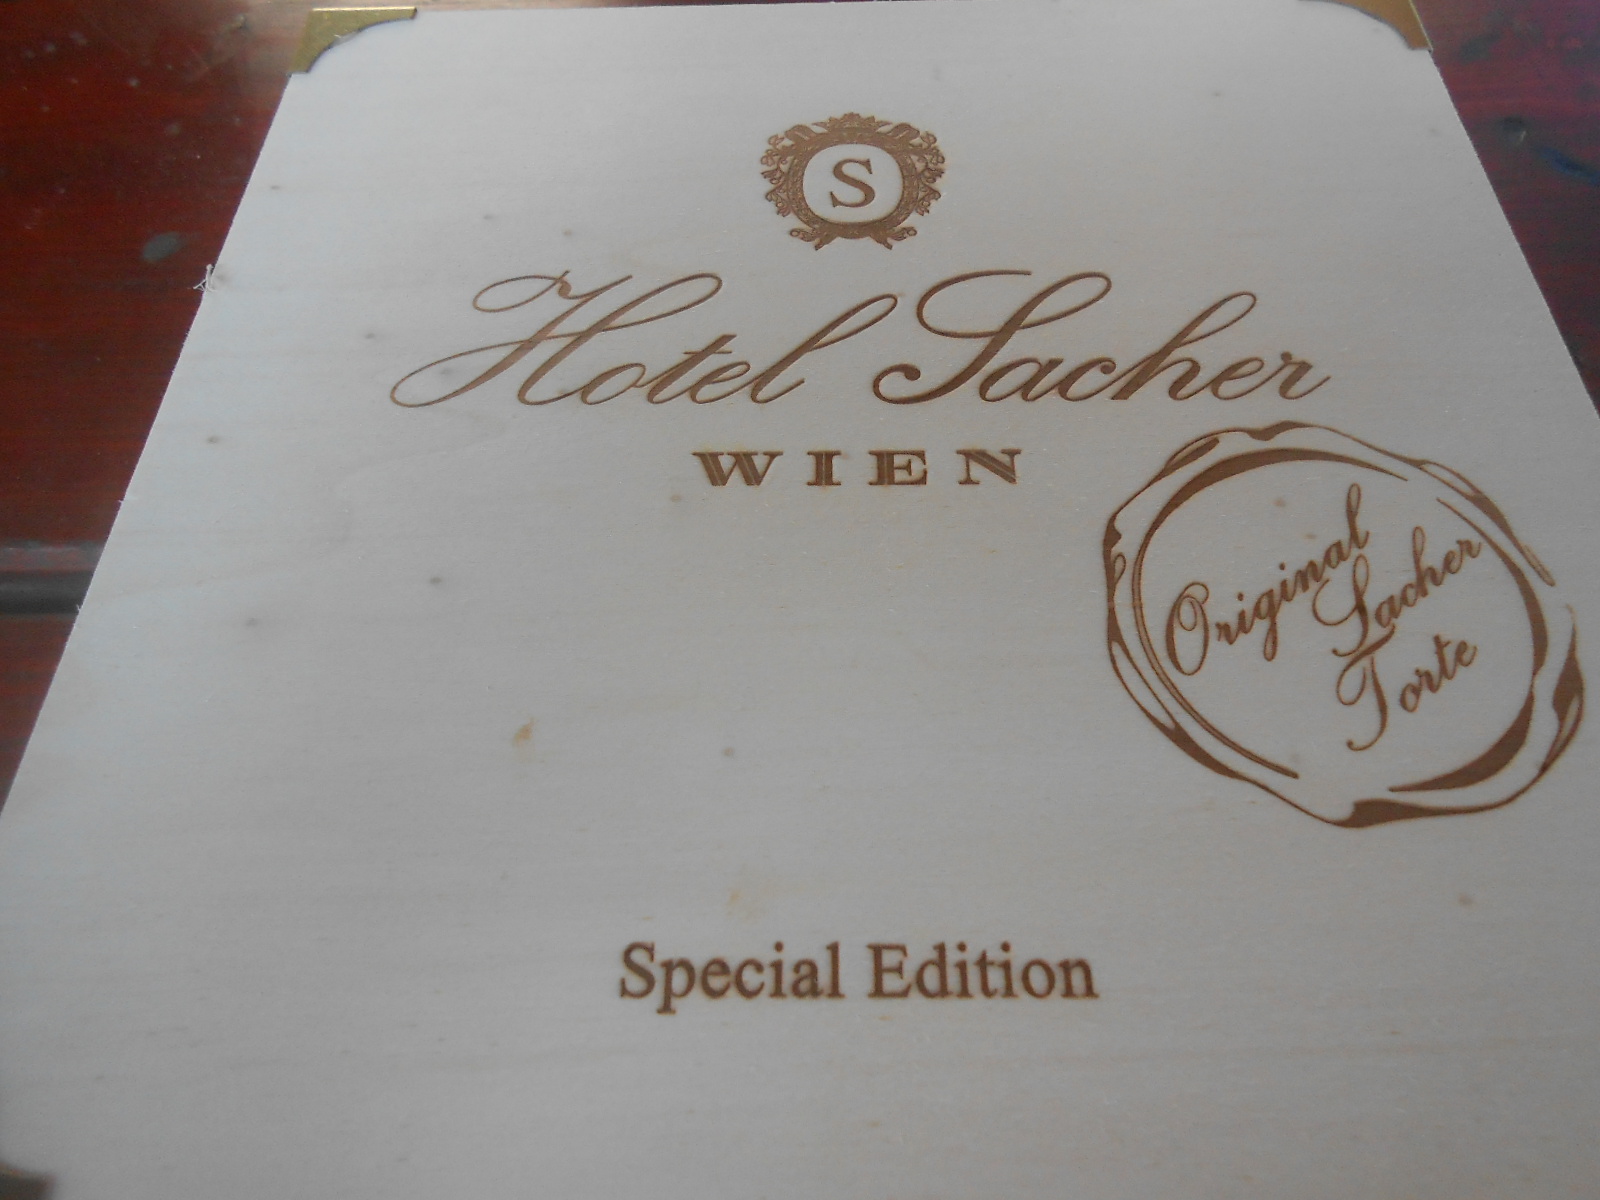 S
Hotel Sacher
WIEN
Original
Sacher
Torte
Special Edition